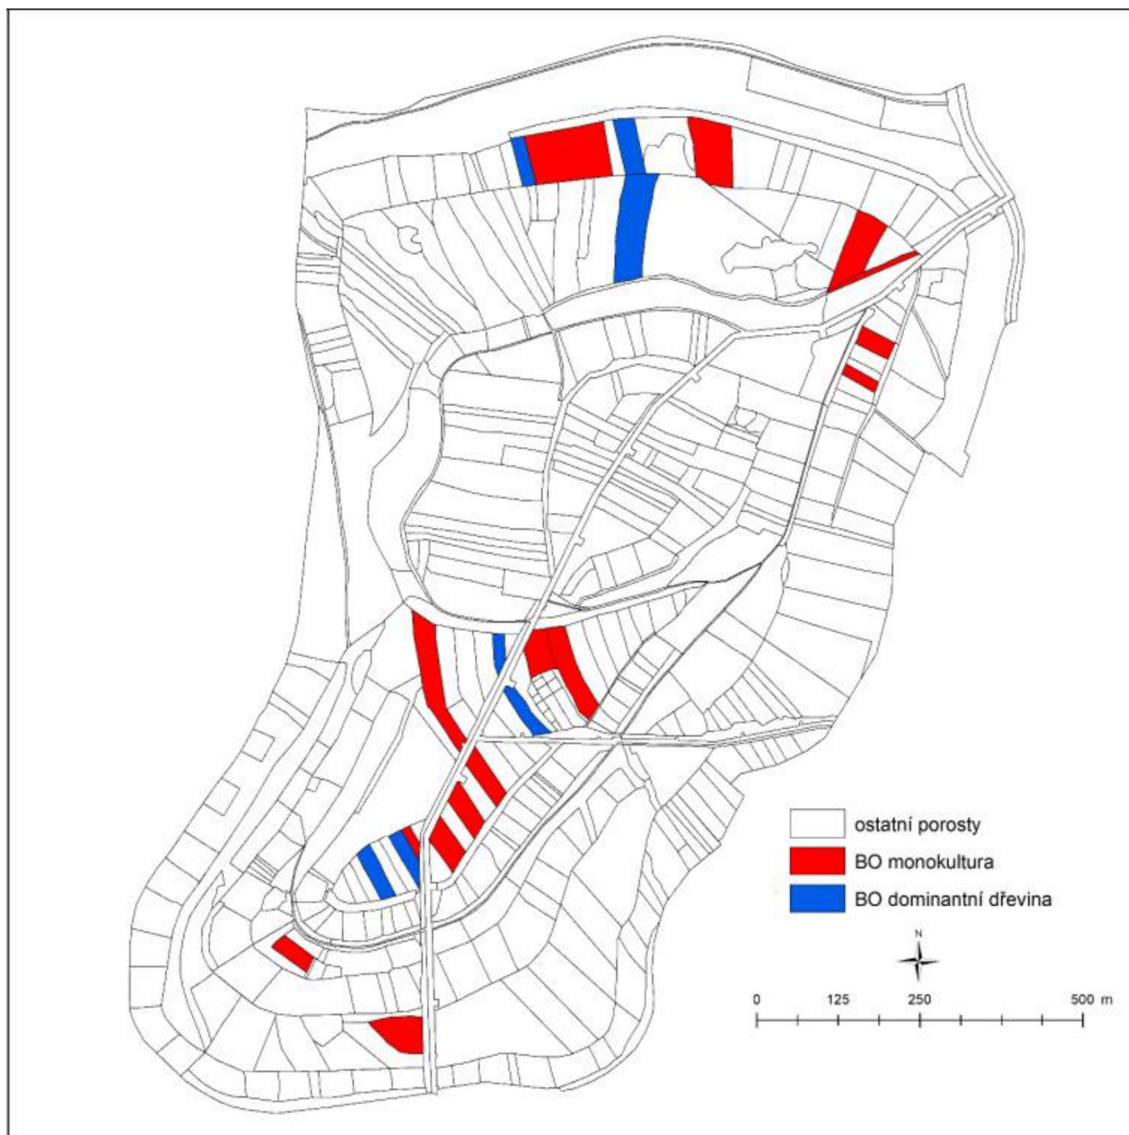 ostatní porosty
BO monokultura
BO dominantní dřevina
N
0 125 250 500 m